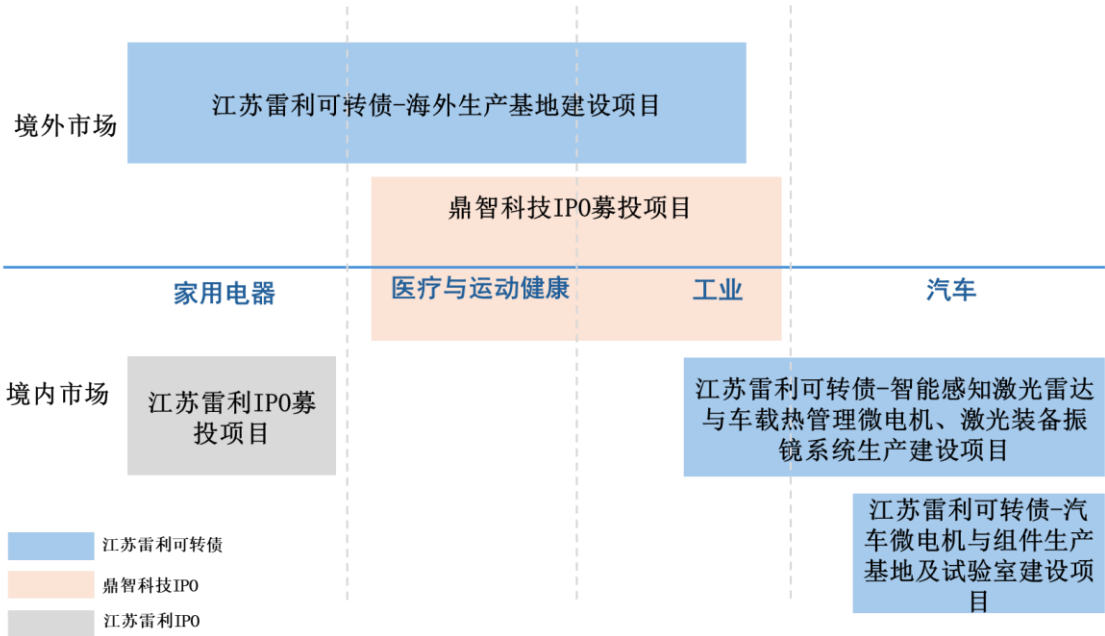 江苏雷利可转债-海外生产基地建设项目
境外市场
鼎智科技IPO募投项目
家用电器
医疗与运动健康
工业
汽车
境内市场
江苏雷利IPO募
投项目
江苏雷利可转债-智能感知激光雷达
与车载热管理微电机、激光装备振
镜系统生产建设项目
江苏雷利可转债-汽
车微电机与组件生产
基地及试验室建设项
目
江苏雷利可转债
鼎智科技IPO
江苏雷利IPO